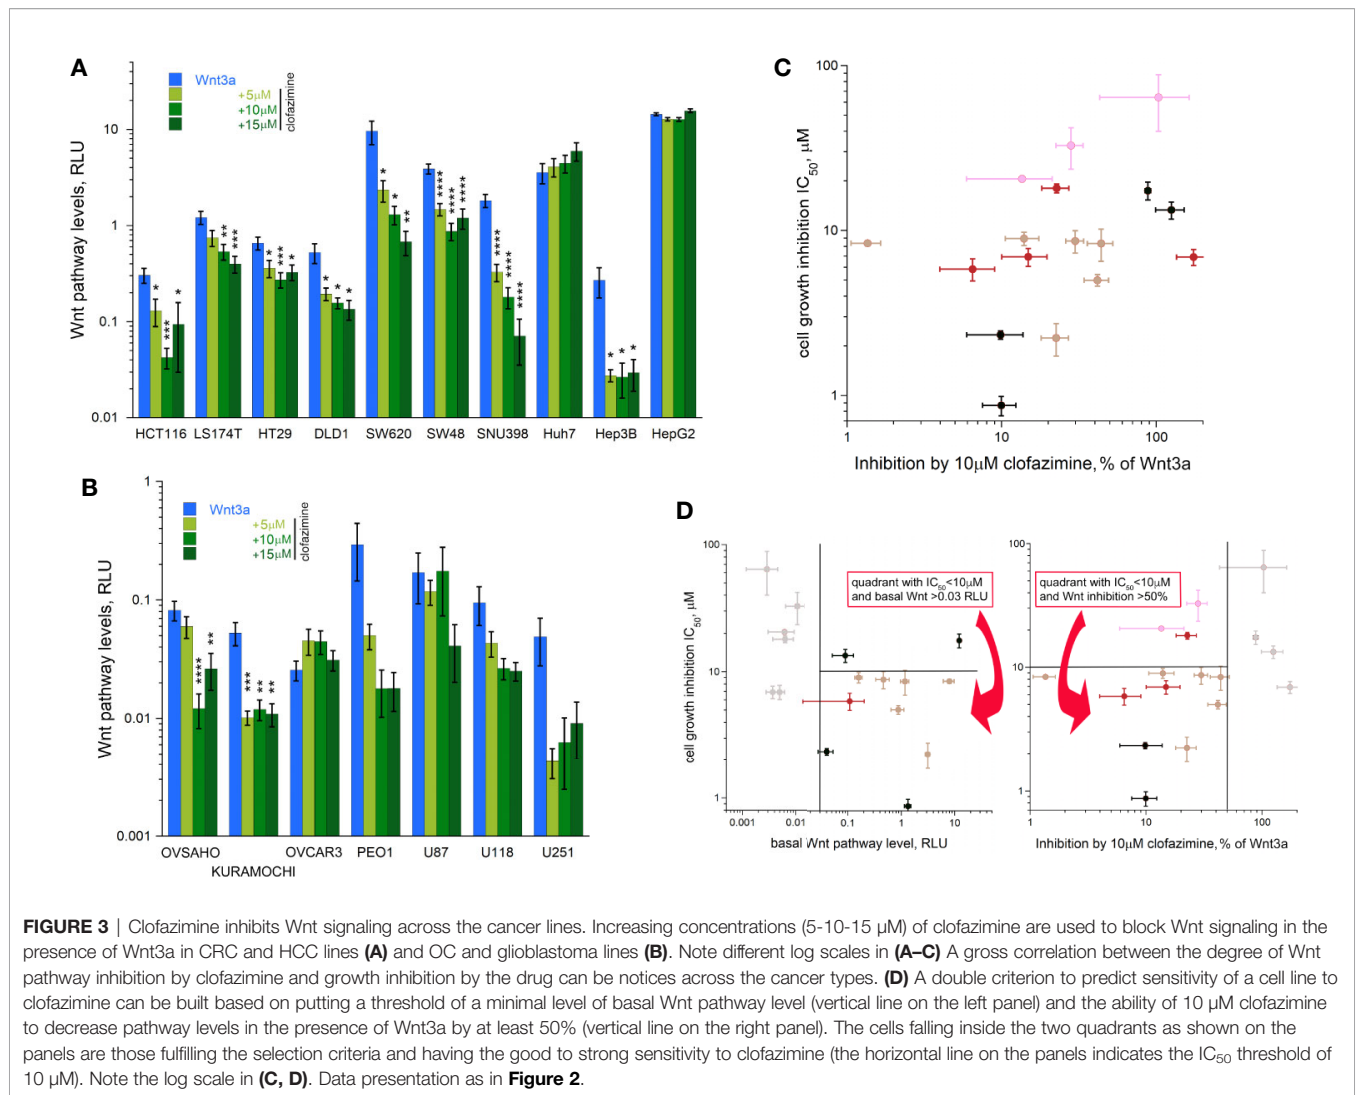 A
Wnt3a
+5µM
+10µM
+15µM
clofazimine
Wnt pathway levels, RLU
10
1
0.1
0.01
* *** *
** ***
* *** *
* * *
* * **
**** **** ****
**** **** ****
* * *
HCT116 LS174T HT29 DLD1 SW620 SW48 SNU398 Huh7 Hep3B HepG2
B
Wnt3a
+5µM
+10µM
+15µM
clofazimine
Wnt pathway levels, RLU
1
0.1
0.01
0.001
**** **
*** ** **
OVSAHO KURAMOCHI OVCAR3 PEO1 U87 U118 U251
C
cell growth inhibition IC50, µM
100
10
1
1 10 100
Inhibition by 10µM clofazimine, % of Wnt3a
D
cell growth inhibition IC50, µM
100
10
1
quadrant with IC50<10µM
and basal Wnt >0.03 RLU
0.001 0.01 0.1 1 10
basal Wnt pathway level, RLU
100
10
1
quadrant with IC50<10µM
and Wnt inhibition >50%
1 10 100
Inhibition by 10µM clofazimine, % of Wnt3a
FIGURE 3 | Clofazimine inhibits Wnt signaling across the cancer lines. Increasing concentrations (5-10-15 µM) of clofazimine are used to block Wnt signaling in the
presence of Wnt3a in CRC and HCC lines (A) and OC and glioblastoma lines (B). Note different log scales in (A–C) A gross correlation between the degree of Wnt
pathway inhibition by clofazimine and growth inhibition by the drug can be notices across the cancer types. (D) A double criterion to predict sensitivity of a cell line to
clofazimine can be built based on putting a threshold of a minimal level of basal Wnt pathway level (vertical line on the left panel) and the ability of 10 µM clofazimine
to decrease pathway levels in the presence of Wnt3a by at least 50% (vertical line on the right panel). The cells falling inside the two quadrants as shown on the
panels are those fulfilling the selection criteria and having the good to strong sensitivity to clofazimine (the horizontal line on the panels indicates the IC50 threshold of
10 µM). Note the log scale in (C, D). Data presentation as in Figure 2.